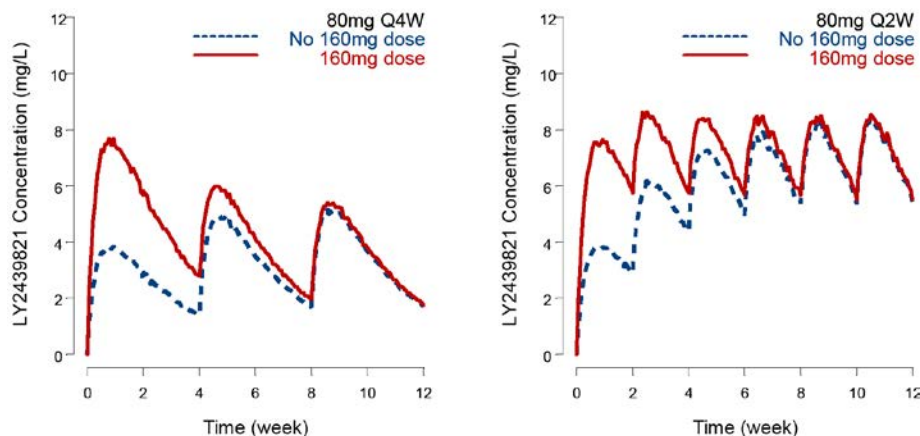 80mg Q4W
No 160mg dose
160mg dose
LY2439821 Concentration (mg/L)
12
10
8
6
4
2
0
0 2 4 6 8 10 12
Time (week)
80mg Q2W
No 160mg dose
160mg dose
LY2439821 Concentration (mg/L)
12
10
8
6
4
2
0
0 2 4 6 8 10 12
Time (week)